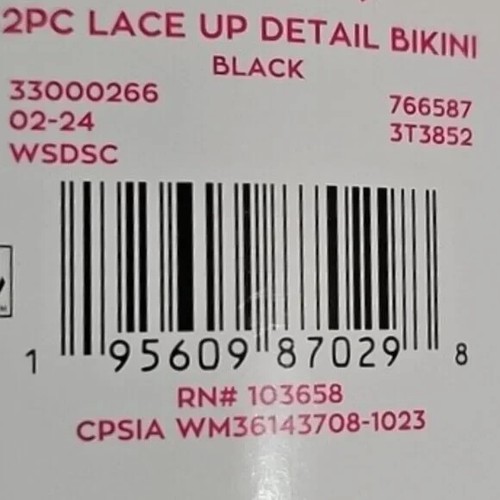 2PC LACE UP DETAIL BIKINI
BLACK
33000266 766587
02-24 3T3852
WSDSC
1 95609 87029 8
RN# 103658
CPSIA WM36143708-1023